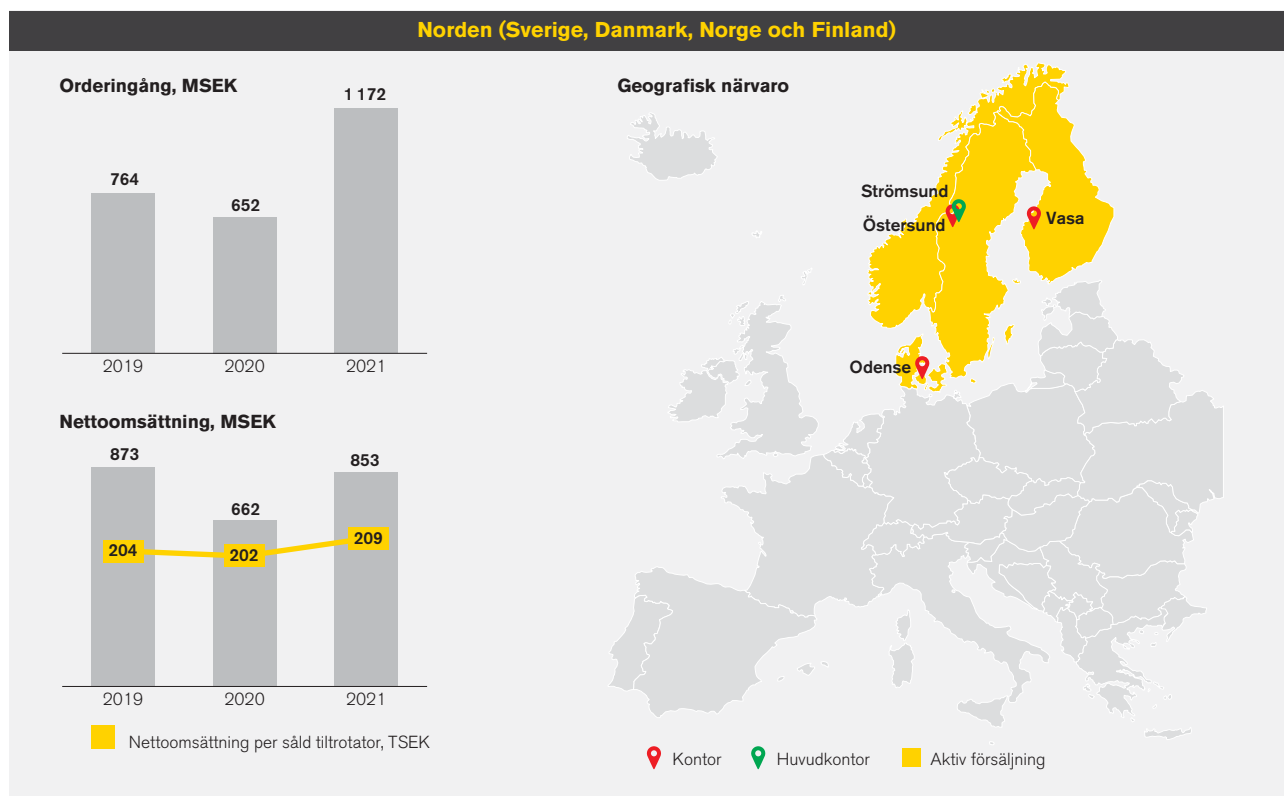 Norden (Sverige, Danmark, Norge och Finland)
Orderingång, MSEK
764
652
1 172
2019
2020
2021
Nettoomsättning, MSEK
873
662
853
204
202
209
2019
2020
2021
Nettoomsättning per såld tiltrotator, TSEK
Geografisk närvaro
Strömsund
Östersund
Vasa
Odense
Kontor
Huvudkontor
Aktiv försäljning